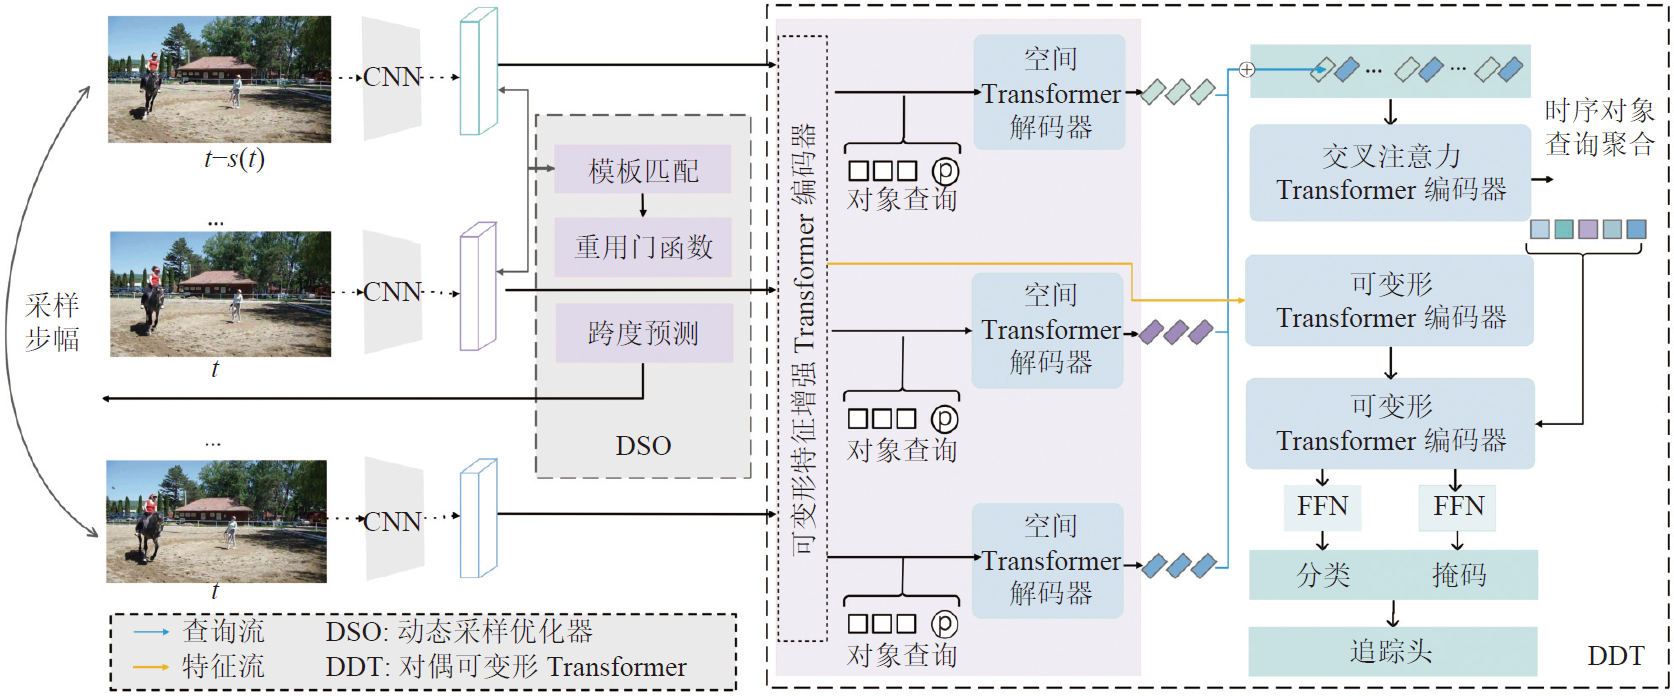 CNN
t–s(t)
...
CNN
t
...
CNN
t
采样
步幅
模板匹配
重用门函数
跨度预测
DSO
可变形特征增强 Transformer 编码器
空间
Transformer
解码器
p
对象查询
空间
Transformer
解码器
p
对象查询
空间
Transformer
解码器
p
对象查询
... ...
时序对象
查询聚合
交叉注意力
Transformer 编码器
可变形
Transformer 编码器
可变形
Transformer 编码器
FFN FFN
分类 掩码
追踪头
DDT
查询流 DSO: 动态采样优化器
特征流 DDT: 对偶可变形 Transformer